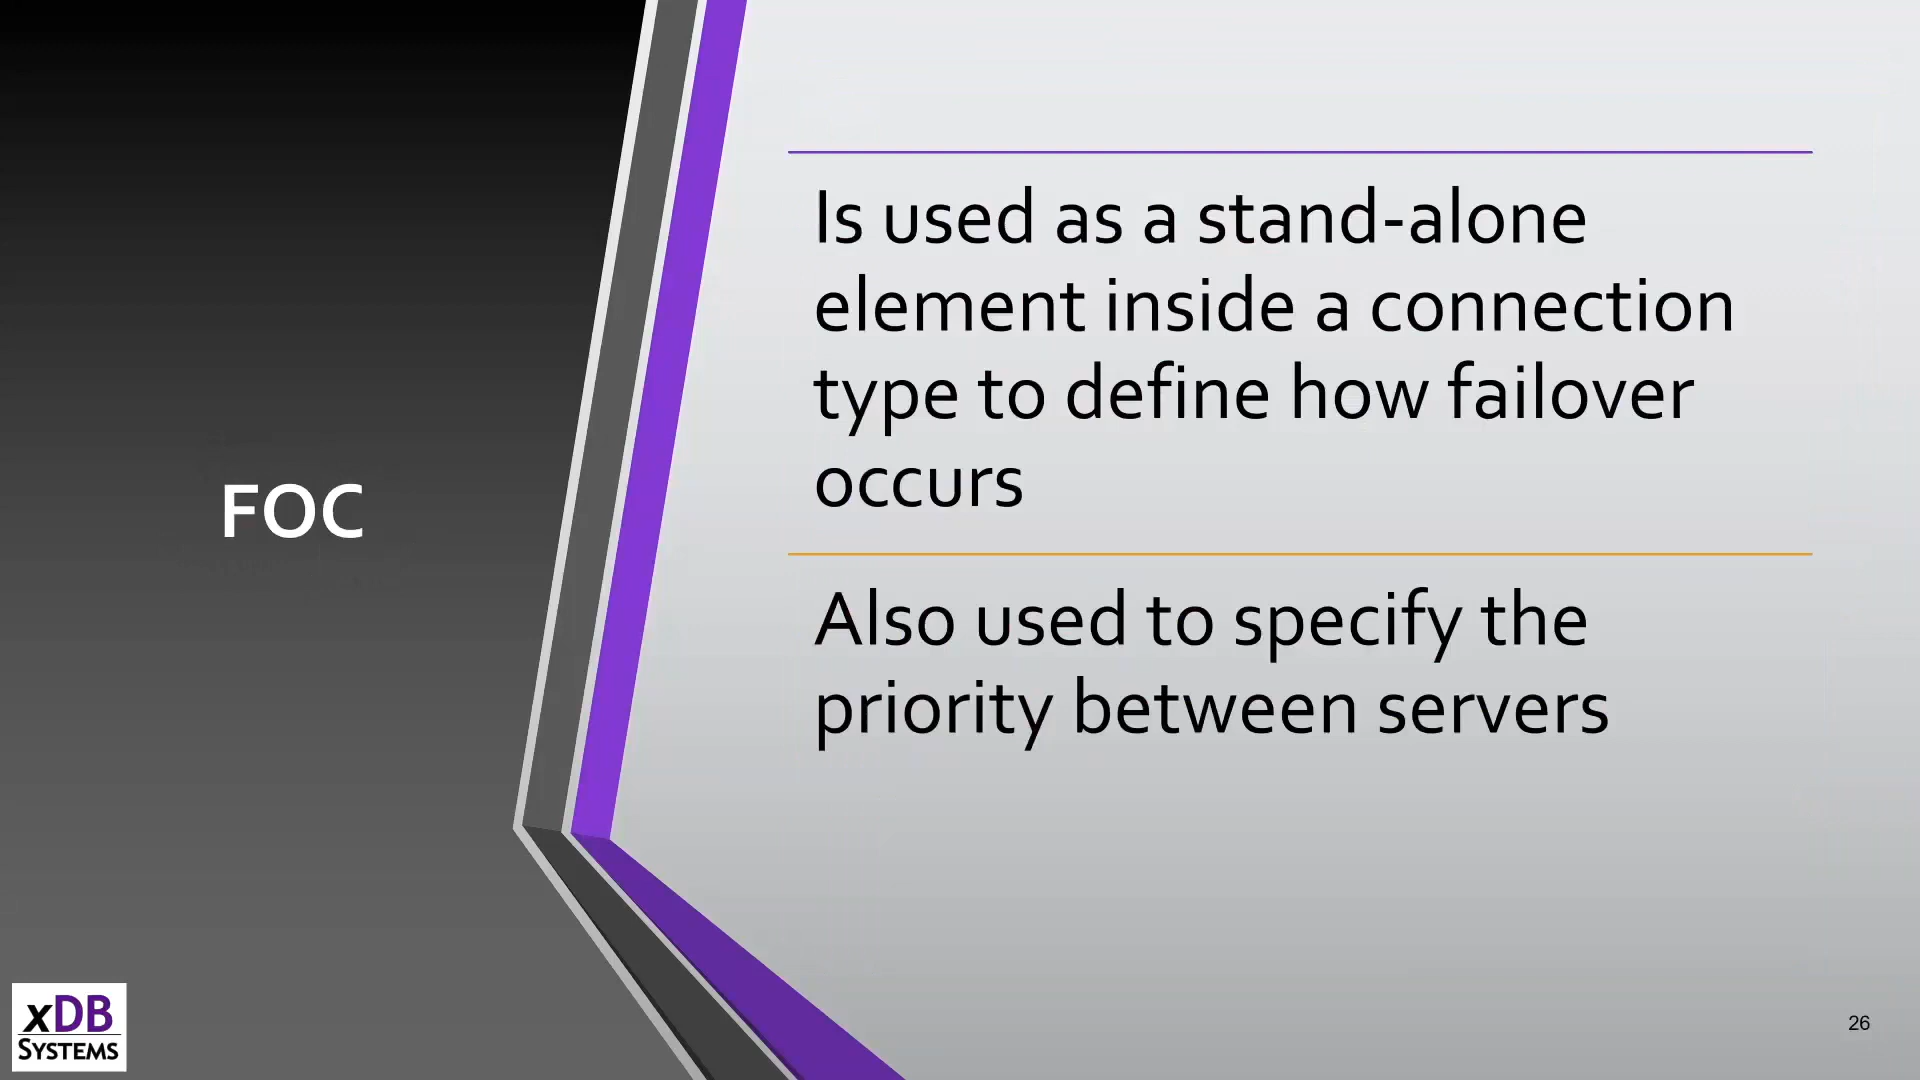 FOC
Is used as a stand-alone
element inside a connection
type to define how failover
occurs
Also used to specify the
priority between servers
xDB
SYSTEMS
26